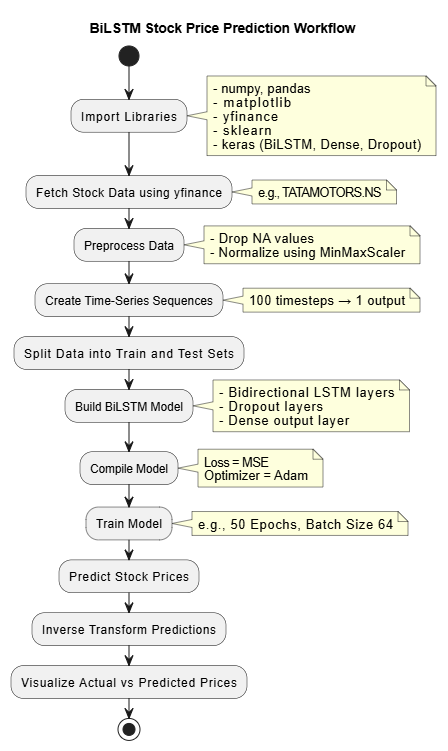 BiLSTM Stock Price Prediction Workflow
Import Libraries
- numpy, pandas
- matplotlib
- yfinance
- sklearn
- keras (BiLSTM, Dense, Dropout)
Fetch Stock Data using yfinance
e.g., TATAMOTORS.NS
Preprocess Data
- Drop NA values
- Normalize using MinMaxScaler
Create Time-Series Sequences
100 timesteps → 1 output
Split Data into Train and Test Sets
Build BiLSTM Model
- Bidirectional LSTM layers
- Dropout layers
- Dense output layer
Compile Model
Loss = MSE
Optimizer = Adam
Train Model
e.g., 50 Epochs, Batch Size 64
Predict Stock Prices
Inverse Transform Predictions
Visualize Actual vs Predicted Prices